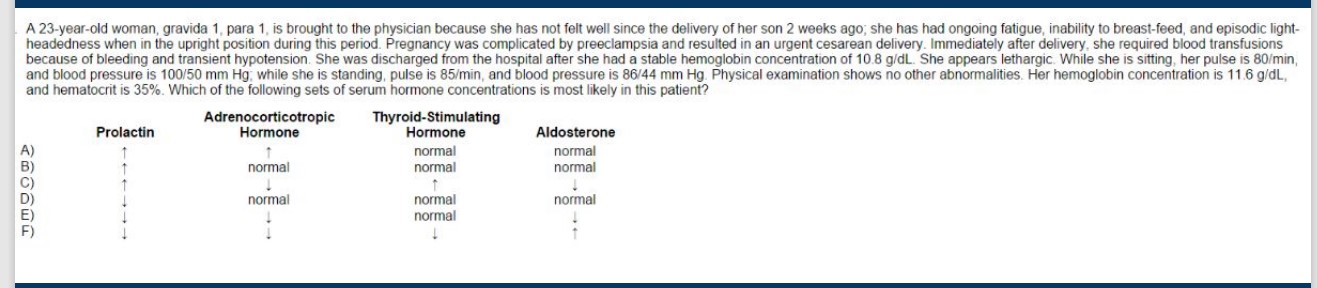 A 23-year-old woman, gravida 1, para 1, is brought to the physician because she has not felt well since the delivery of her son 2 weeks ago; she has had ongoing fatigue, inability to breast-feed, and episodic light-
headedness when in the upright position during this period. Pregnancy was complicated by preeclampsia and resulted in an urgent cesarean delivery. Immediately after delivery, she required blood transfusions
because of bleeding and transient hypotension. She was discharged from the hospital after she had a stable hemoglobin concentration of 10.8 g/dL. She appears lethargic. While she is sitting, her pulse is 80/min,
and blood pressure is 100/50 mm Hg; while she is standing, pulse is 85/min, and blood pressure is 86/44 mm Hg. Physical examination shows no other abnormalities. Her hemoglobin concentration is 11.6 g/dL,
and hematocrit is 35%. Which of the following sets of serum hormone concentrations is most likely in this patient?
Adrenocorticotropic Thyroid-Stimulating
Prolactin Hormone Hormone Aldosterone
A) ↑ ↑ normal normal
B) ↑ normal normal normal
C) ↑ ↓ ↑ ↓
D) ↓ normal normal normal
E) ↓ ↓ normal ↓
F) ↓ ↓ ↓ ↑